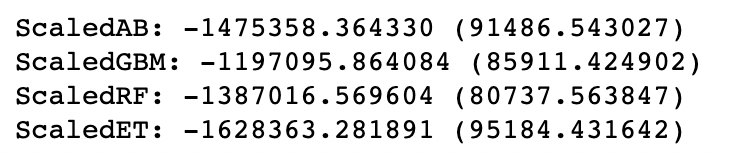 ScaledAB: -1475358.364330 (91486.543027)
ScaledGBM: -1197095.864084 (85911.424902)
ScaledRF: -1387016.569604 (80737.563847)
ScaledET: -1628363.281891 (95184.431642)